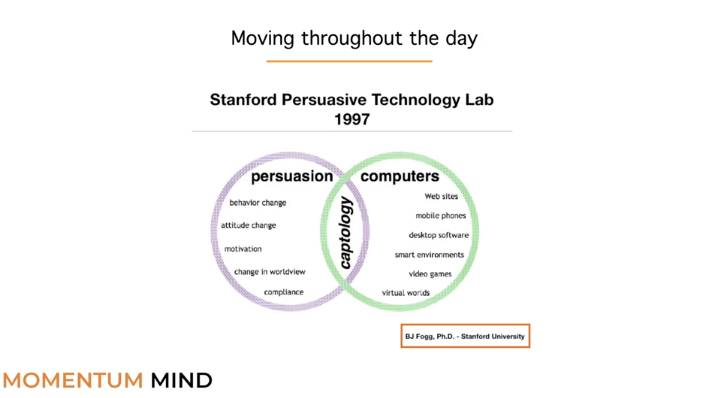 Moving throughout the day
Stanford Persuasive Technology Lab
1997
persuasion
computers
captology
behavior change
attitude change
motivation
change in worldview
compliance
Web sites
mobile phones
desktop software
smart environments
video games
virtual worlds
BJ Fogg, Ph.D. - Stanford University
MOMENTUM MIND